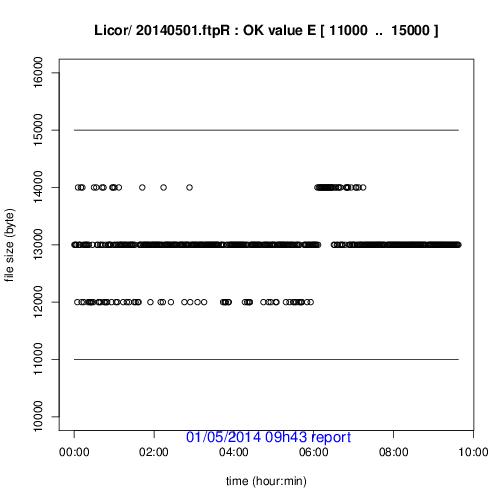 Licor/ 20140501.ftpR : OK value E [ 11000 .. 15000 ]
file size (byte)
16000
15000
14000
13000
12000
11000
10000
01/05/2014 09h43 report
00:00 02:00 04:00 06:00 08:00 10:00
time (hour:min)